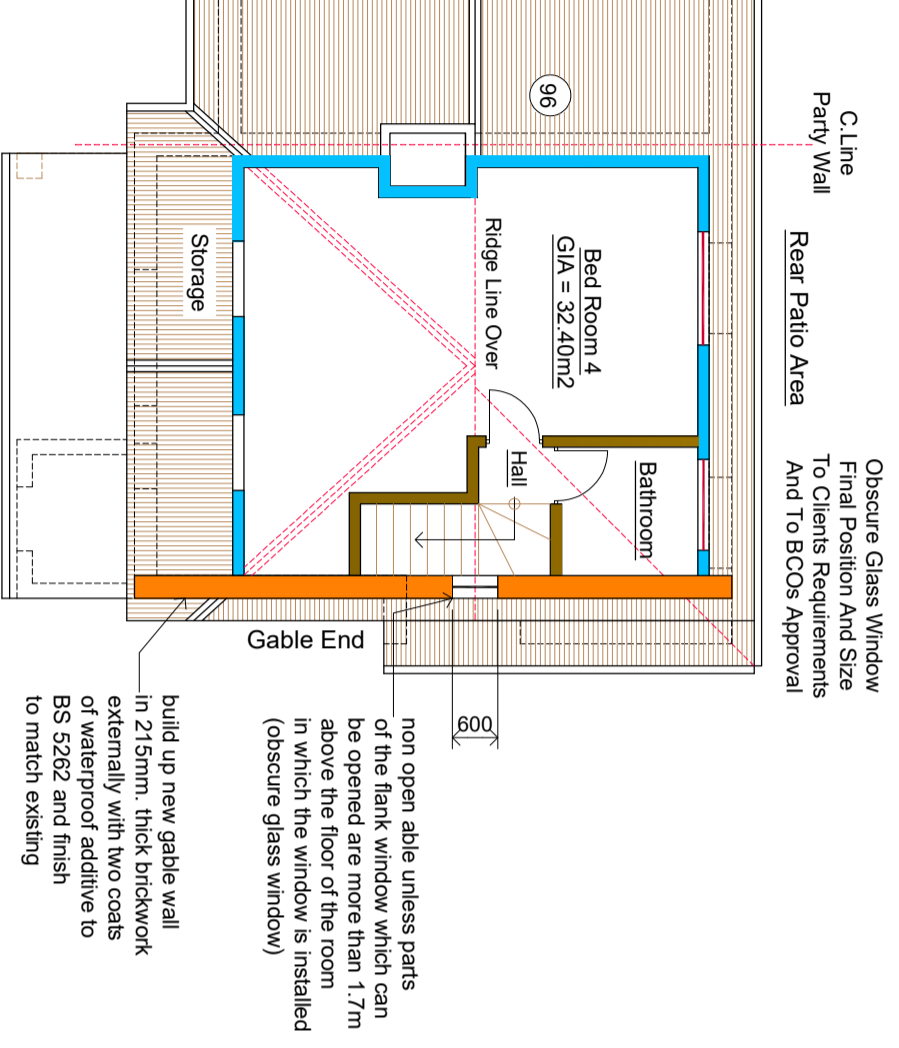 C.Line
Party Wall
Rear Patio Area
Obscure Glass Window
Final Position And Size
To Clients Requirements
And To BCOs Approval
96
Bed Room 4
GIA = 32.40m2
Ridge Line Over
Bathroom
Hall
Storage
Gable End
600
non open able unless parts
of the flank window which can
be opened are more than 1.7m
above the floor of the room
in which the window is installed
(obscure glass window)
build up new gable wall
in 215mm. thick brickwork
externally with two coats
of waterproof additive to
BS 5262 and finish
to match existing